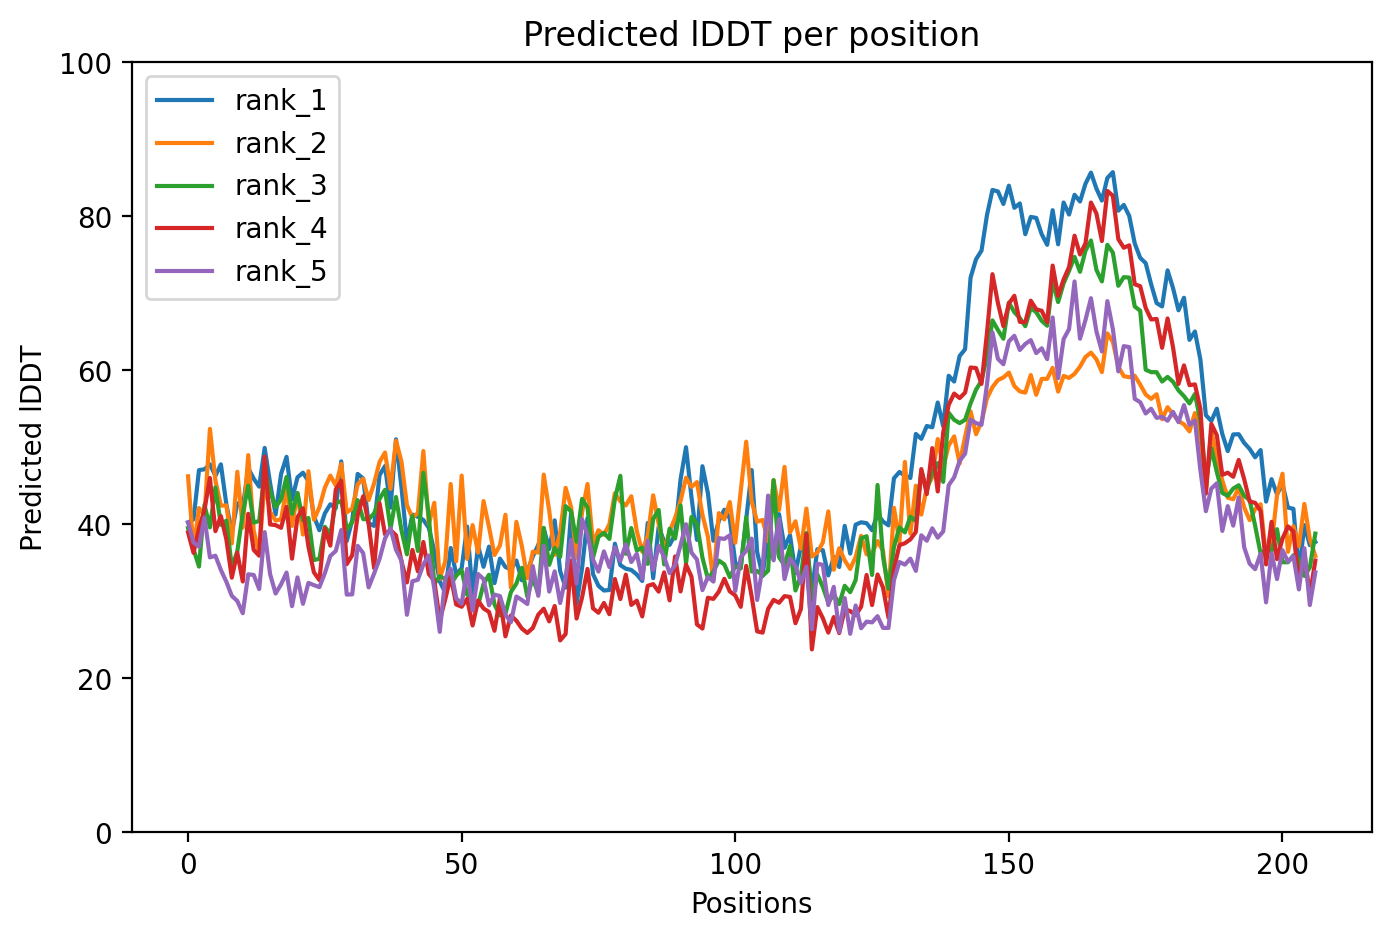 Predicted lDDT per position
100
80
60
40
20
0
Predicted lDDT
rank_1
rank_2
rank_3
rank_4
rank_5
0 50 100 150 200
Positions